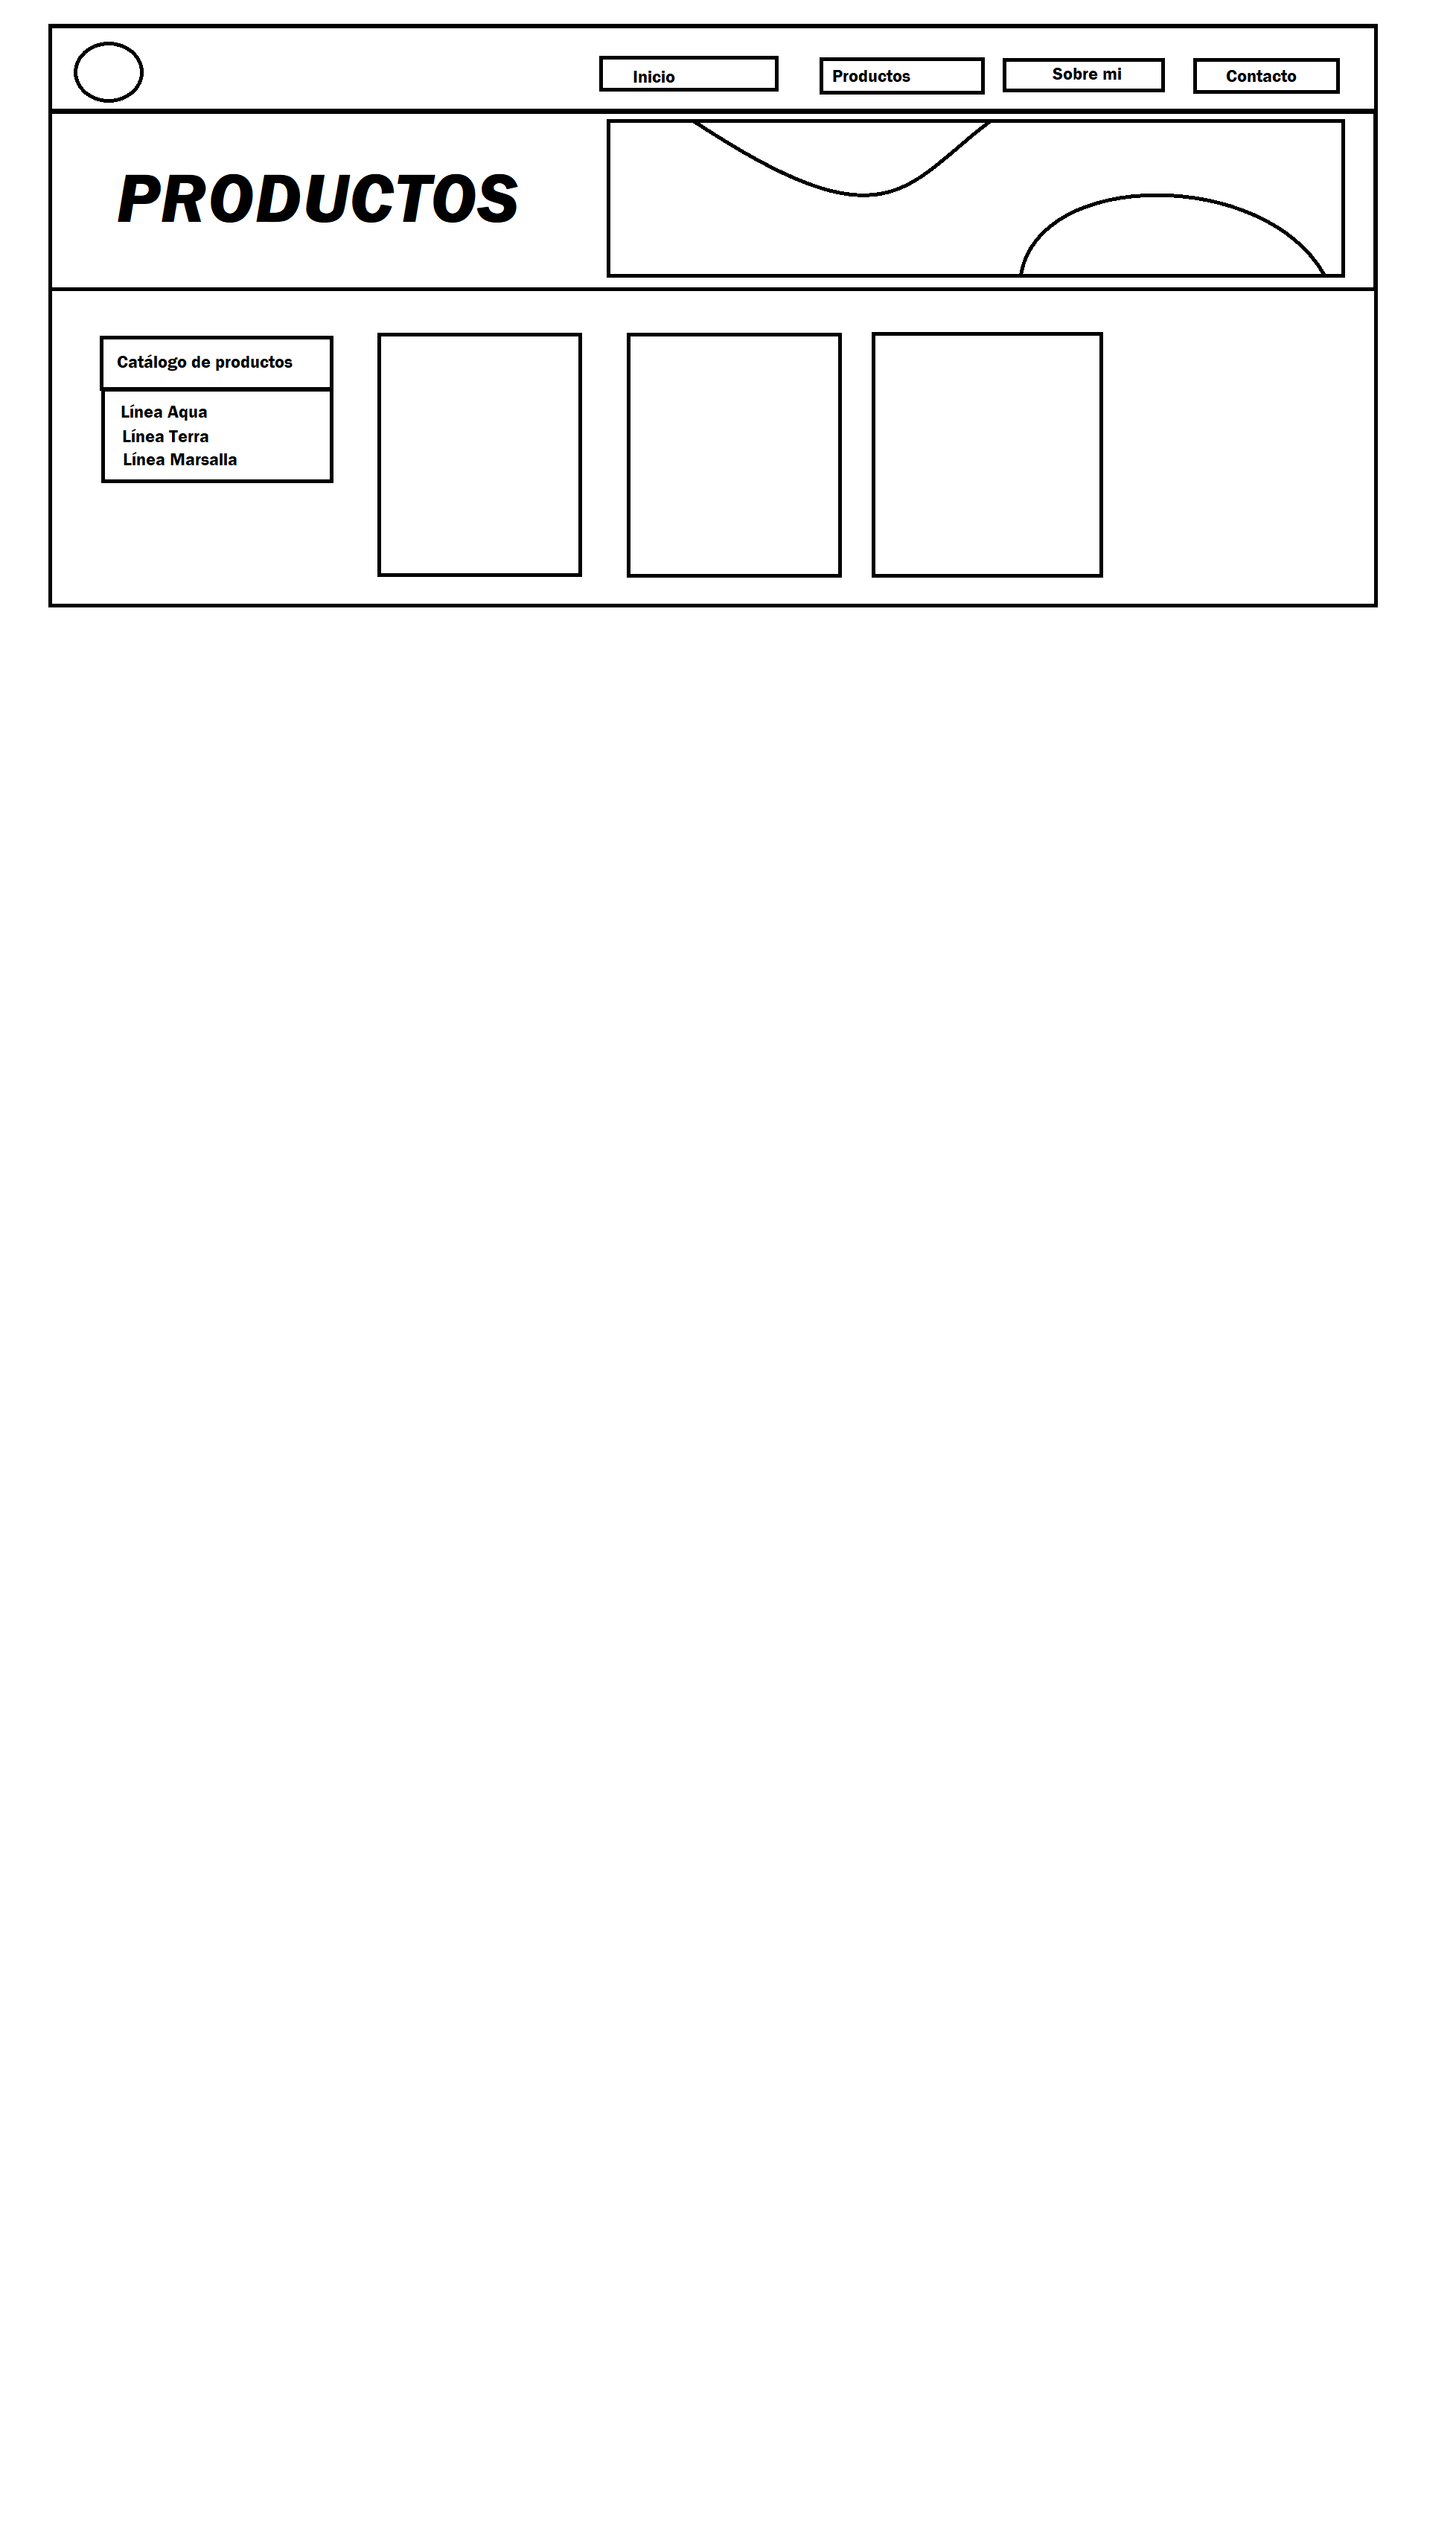 Inicio
Productos
Sobre mi
Contacto
PRODUCTOS
Catálogo de productos
Línea Aqua
Línea Terra
Línea Marsalla